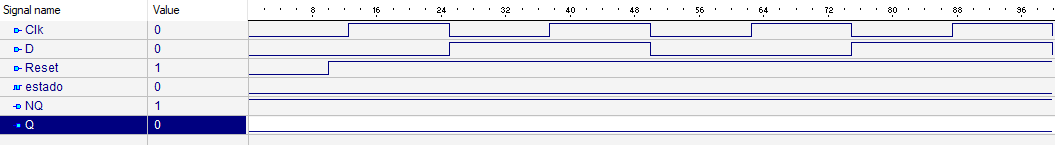 Signal name Value 8 16 24 32 40 48 56 64 72 80 88 96
Clk 0
D 0
Reset 1
estado 0
NQ 1
Q 0